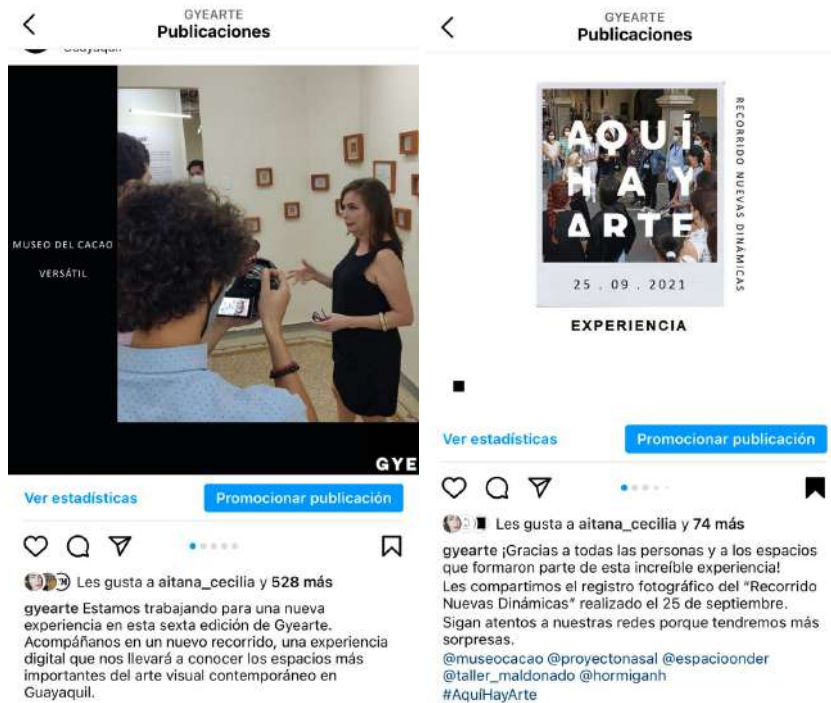 GYEARTE
Publicaciones
Guayaquil
MUSEO DEL CACAO
VERSÁTIL
GYE
Ver estadísticas
Promocionar publicación
Les gusta a aitana_cecilia y 528 más
gyearte Estamos trabajando para una nueva
experiencia en esta sexta edición de Gyearte.
Acompáñanos en un nuevo recorrido, una experiencia
digital que nos llevará a conocer los espacios más
importantes del arte visual contemporáneo en
Guayaquil.
GYEARTE
Publicaciones
AQUÍ
HAY
ARTE
RECORRIDO NUEVAS DINÁMICAS
25 . 09 . 2021
EXPERIENCIA
Ver estadísticas
Promocionar publicación
Les gusta a aitana_cecilia y 74 más
gyearte ¡Gracias a todas las personas y a los espacios
que formaron parte de esta increíble experiencia!
Les compartimos el registro fotográfico del “Recorrido
Nuevas Dinámicas” realizado el 25 de septiembre.
Sigan atentos a nuestras redes porque tendremos más
sorpresas.
@museocacao @proyectonasal @espacioonder
@taller_maldonado @hormiganh
#AquíHayArte